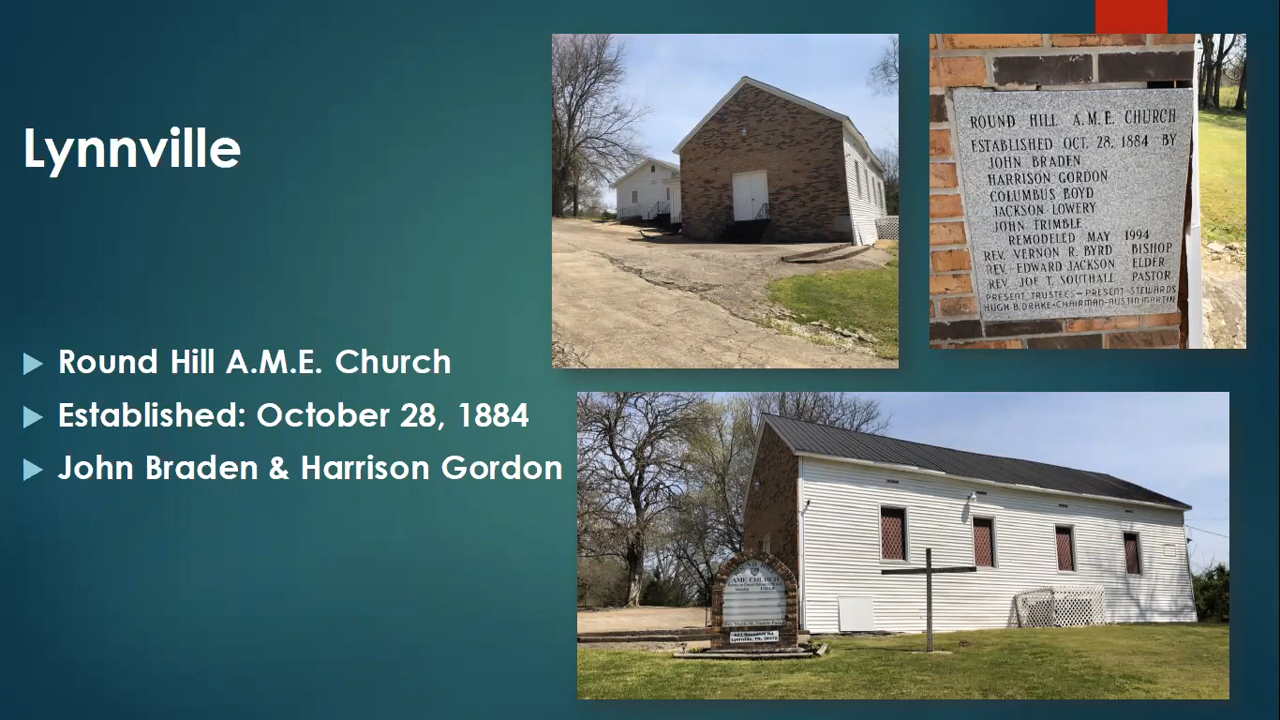 Lynnville
Round Hill A.M.E. Church
Established: October 28, 1884
John Braden & Harrison Gordon
ROUND HILL A.M.E. CHURCH
ESTABLISHED OCT. 28, 1884 BY
JOHN BRADEN
HARRISON GORDON
COLUMBUS BOYD
JACKSON LOWERY
JOHN TRIMBLE
REMODELED MAY 1994
REV. VERNON R. BYRD BISHOP
REV. EDWARD JACKSON ELDER
REV. JOE T. SOUTHALL PASTOR
PRESENT TRUSTEES–PRESENT STEWARDS
HUGH B. DRAKE-CHAIRMAN-AUSTIN MARTIN
AME CHURCH
Lynnville, TN. 38472